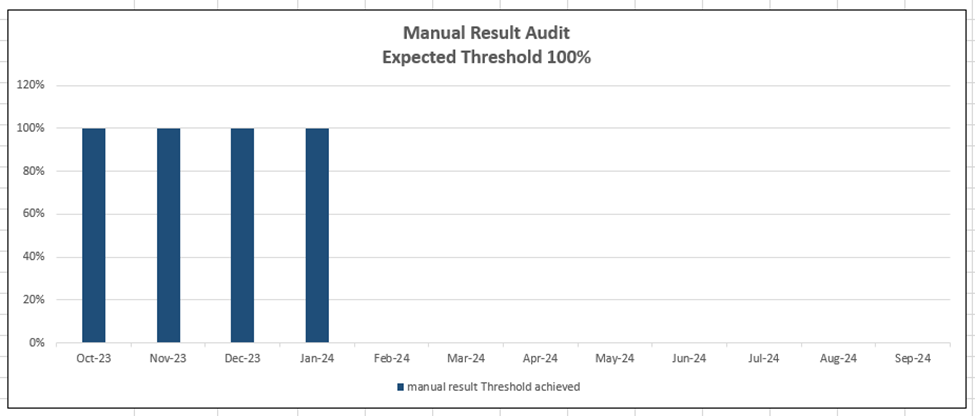 Manual Result Audit
Expected Threshold 100%
120%
100%
80%
60%
40%
20%
0%
Oct-23 Nov-23 Dec-23 Jan-24 Feb-24 Mar-24 Apr-24 May-24 Jun-24 Jul-24 Aug-24 Sep-24
manual result Threshold achieved